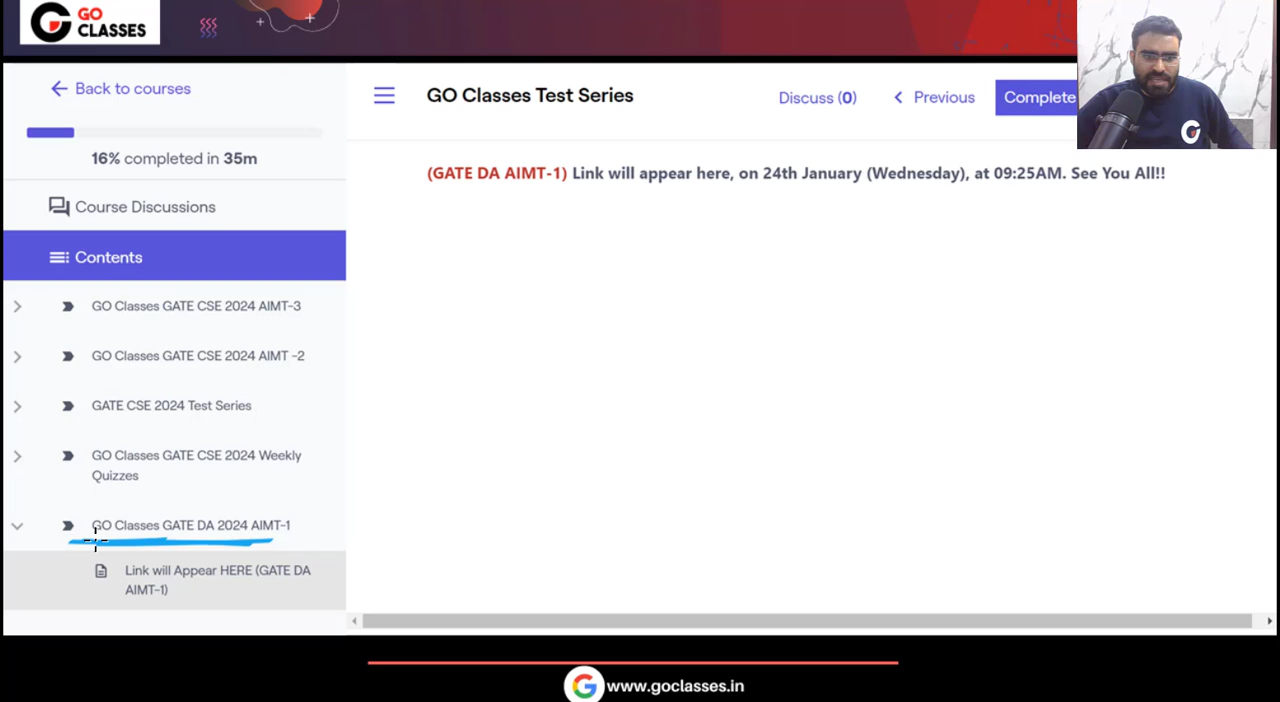 GO
CLASSES
Back to courses
16% completed in 35m
Course Discussions
Contents
GO Classes GATE CSE 2024 AIMT-3
GO Classes GATE CSE 2024 AIMT -2
GATE CSE 2024 Test Series
GO Classes GATE CSE 2024 Weekly
Quizzes
GO Classes GATE DA 2024 AIMT-1
Link will Appear HERE (GATE DA
AIMT-1)
GO Classes Test Series
Discuss (0)
Previous
Complete
(GATE DA AIMT-1) Link will appear here, on 24th January (Wednesday), at 09:25AM. See You All!!
www.goclasses.in